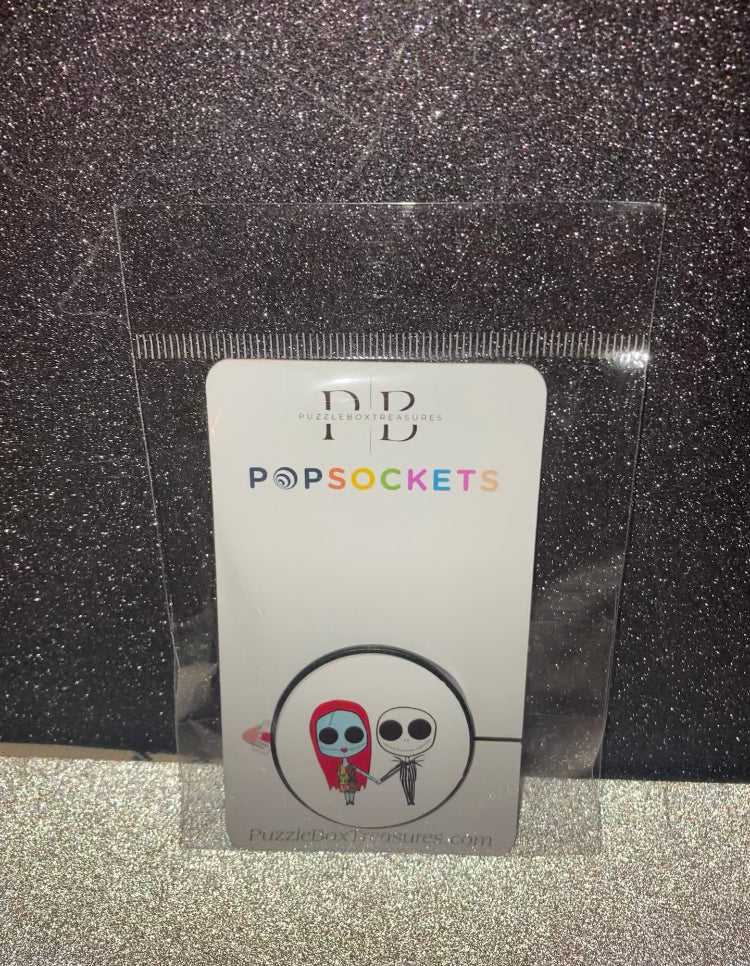 PB
PUZZLEBOXTREASURES
POPSOCKETS
PuzzleBoxTreasures.com